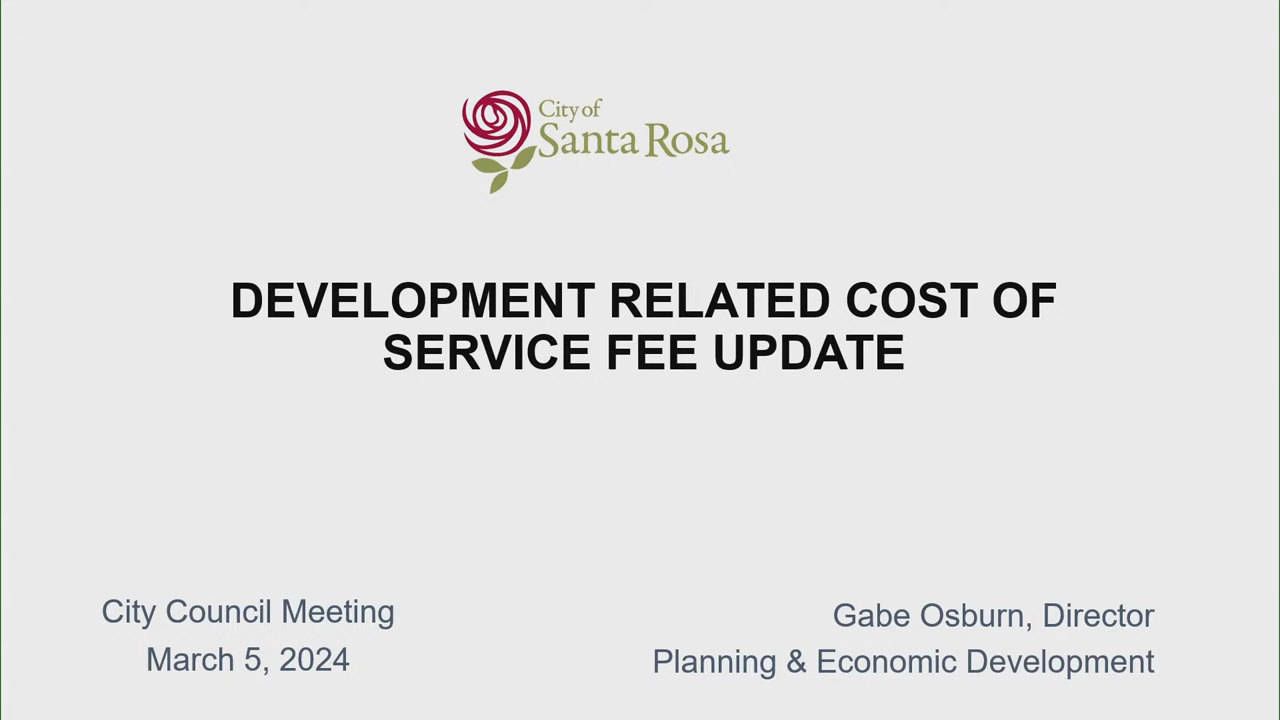 City of
Santa Rosa
DEVELOPMENT RELATED COST OF
SERVICE FEE UPDATE
City Council Meeting
March 5, 2024
Gabe Osburn, Director
Planning & Economic Development